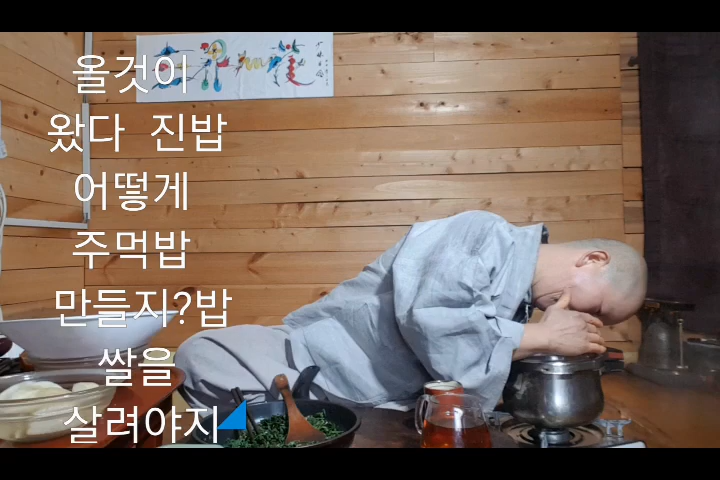 올것이
왔다 진밥
어떻게
주먹밥
만들지?밥
쌀을
살려야지